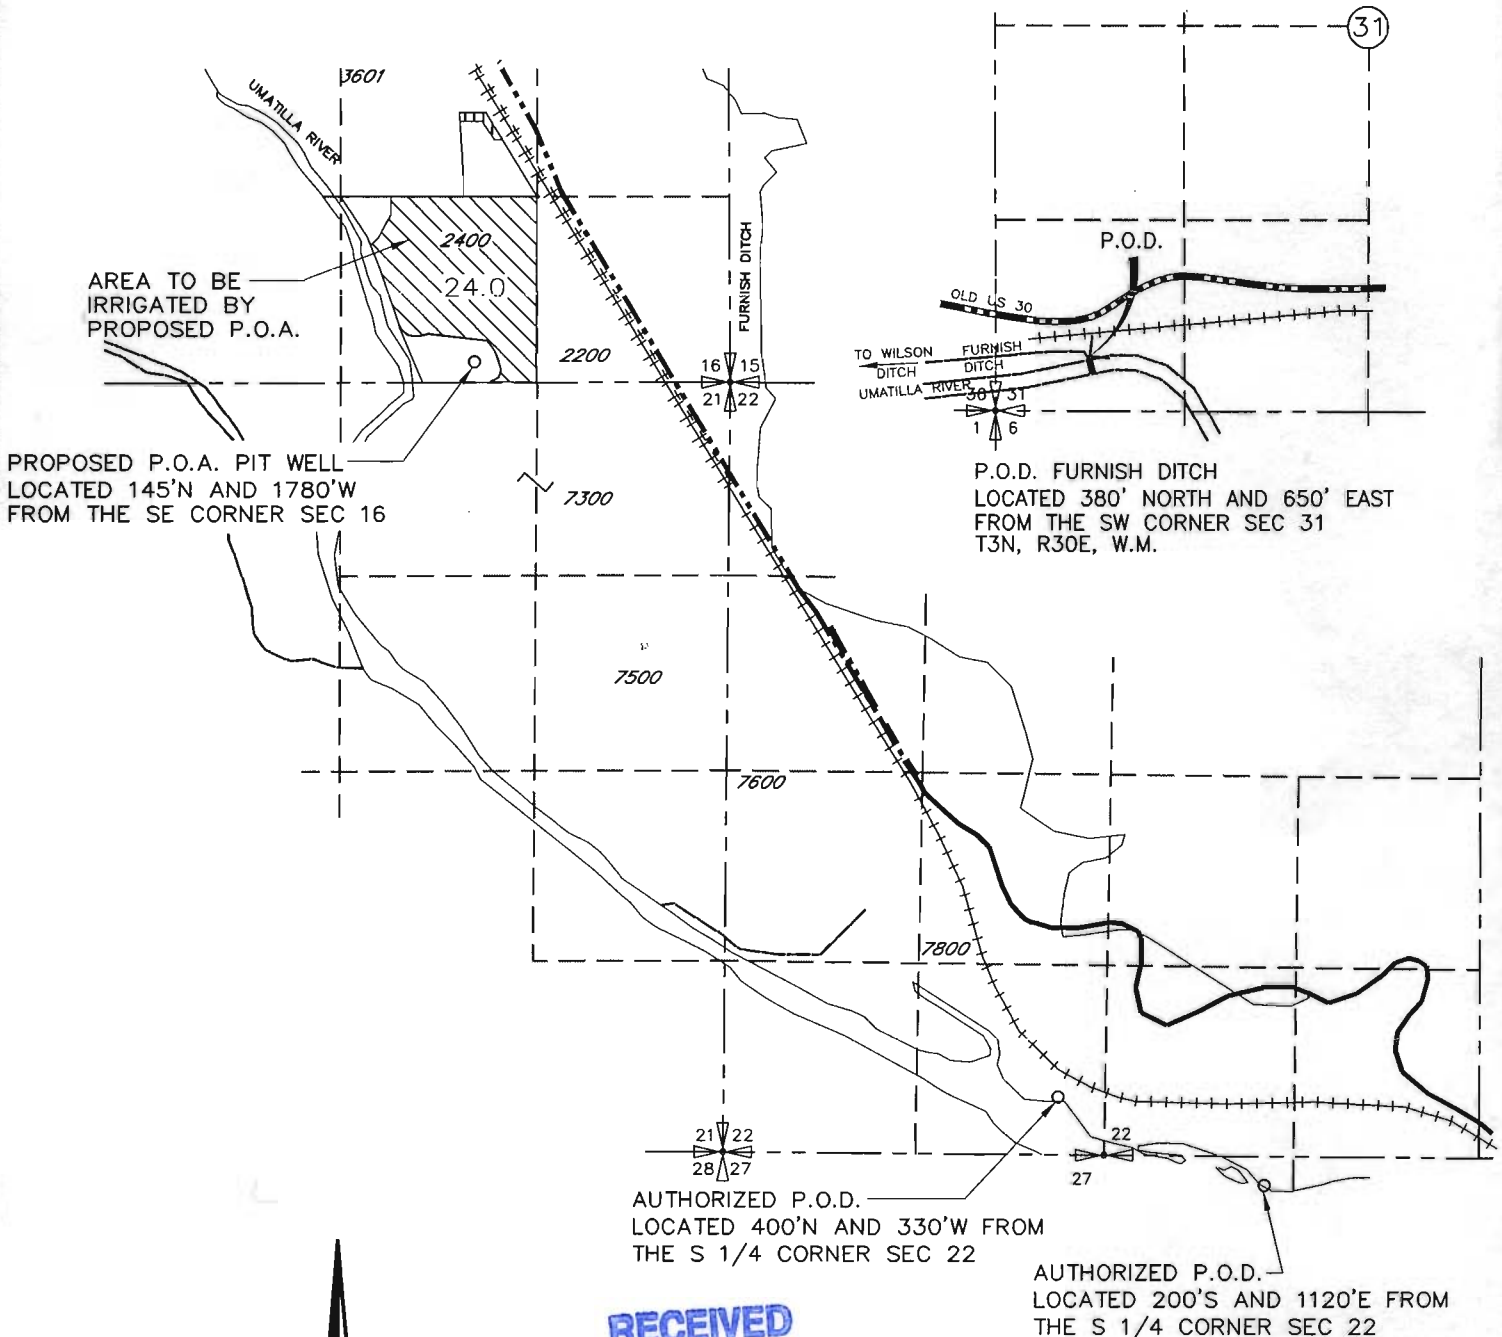 31
3601
UMATILLA RIVER
2400
24.0
AREA TO BE
IRRIGATED BY
PROPOSED P.O.A.
FURNISH DITCH
2200
16 15
21 22
P.O.D.
OLD US 30
TO WILSON
DITCH
FURNISH
DITCH
UMATILLA RIVER
36 31
1 6
P.O.D. FURNISH DITCH
LOCATED 380' NORTH AND 650' EAST
FROM THE SW CORNER SEC 31
T3N, R30E, W.M.
PROPOSED P.O.A. PIT WELL
LOCATED 145'N AND 1780'W
FROM THE SE CORNER SEC 16
7300
7500
7600
7800
21 22
28 27
22
27
AUTHORIZED P.O.D.
LOCATED 400'N AND 330'W FROM
THE S 1/4 CORNER SEC 22
AUTHORIZED P.O.D.
LOCATED 200'S AND 1120'E FROM
THE S 1/4 CORNER SEC 22
RECEIVED